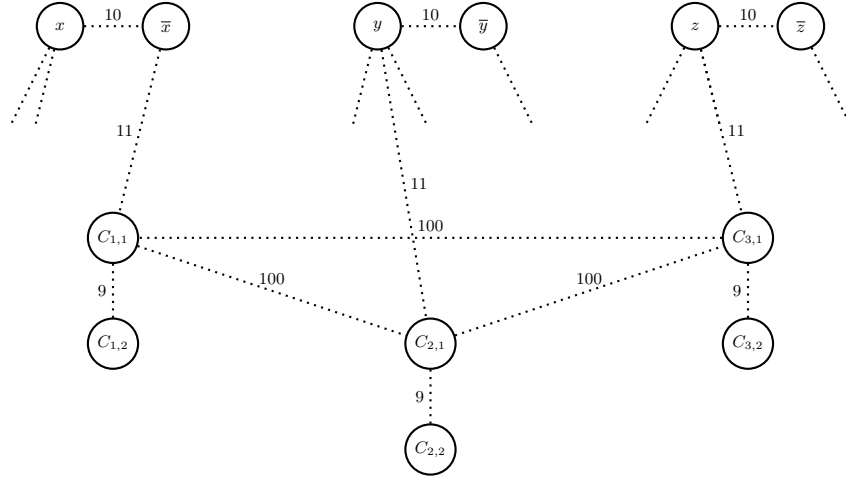 x 10 x̅ y 10 y̅ z 10 z̅
11 11
11
C₁,₁ 100 C₃,₁
100 100
9 9
C₁,₂ C₂,₁ C₃,₂
9
C₂,₂